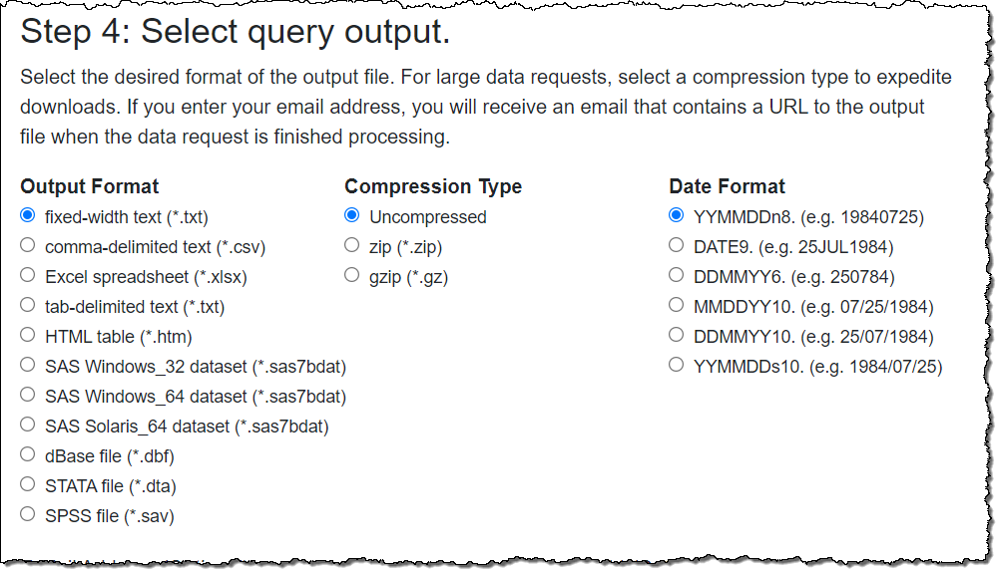 Step 4: Select query output.
Select the desired format of the output file. For large data requests, select a compression type to expedite
downloads. If you enter your email address, you will receive an email that contains a URL to the output
file when the data request is finished processing.
Output Format
fixed-width text (*.txt)
comma-delimited text (*.csv)
Excel spreadsheet (*.xlsx)
tab-delimited text (*.txt)
HTML table (*.htm)
SAS Windows_32 dataset (*.sas7bdat)
SAS Windows_64 dataset (*.sas7bdat)
SAS Solaris_64 dataset (*.sas7bdat)
dBase file (*.dbf)
STATA file (*.dta)
SPSS file (*.sav)
Compression Type
Uncompressed
zip (*.zip)
gzip (*.gz)
Date Format
YYMMDDn8. (e.g. 19840725)
DATE9. (e.g. 25JUL1984)
DDMMYY6. (e.g. 250784)
MMDDYY10. (e.g. 07/25/1984)
DDMMYY10. (e.g. 25/07/1984)
YYMMDDs10. (e.g. 1984/07/25)